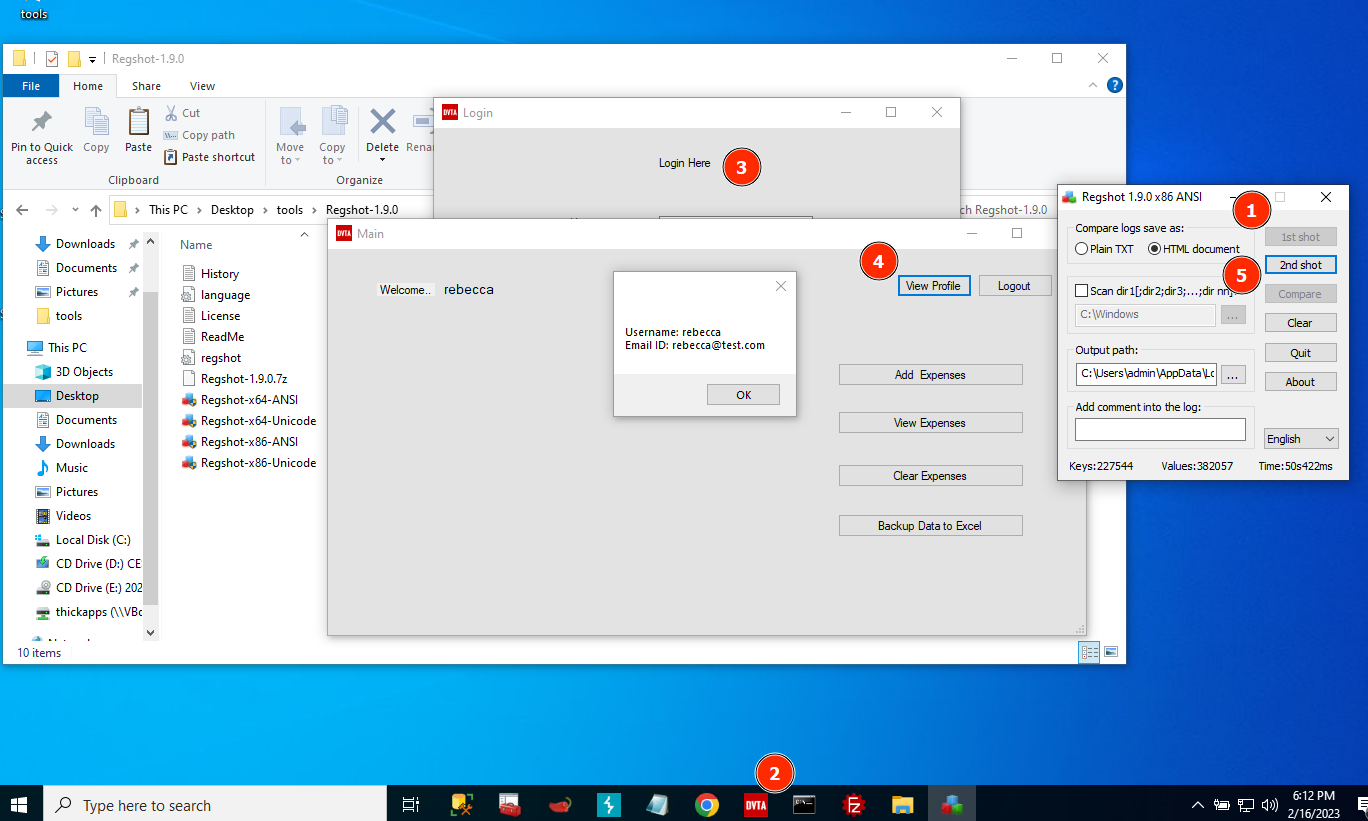 tools
Regshot-1.9.0
File Home Share View
Pin to Quick access
Copy
Paste
Cut
Copy path
Paste shortcut
Clipboard
Move to
Copy to
Delete
Organize
This PC > Desktop > tools > Regshot-1.9.0
ch Regshot-1.9.0
Downloads
Documents
Pictures
tools
This PC
3D Objects
Desktop
Documents
Downloads
Music
Pictures
Videos
Local Disk (C:)
CD Drive (D:) CE
CD Drive (E:) 202
thickapps (\\VBo
Name
History
language
License
ReadMe
regshot
Regshot-1.9.0.7z
Regshot-x64-ANSI
Regshot-x64-Unicode
Regshot-x86-ANSI
Regshot-x86-Unicode
10 items
DVTA Login
Login Here
3
DVTA Main
Welcome.. rebecca
4
View Profile
Logout
Username: rebecca
Email ID: rebecca@test.com
OK
Add Expenses
View Expenses
Clear Expenses
Backup Data to Excel
Regshot 1.9.0 x86 ANSI
1
Compare logs save as:
Plain TXT HTML document
1st shot
5
2nd shot
Scan dir1[;dir2;dir3;...;dir nn]:
Compare
C:\Windows ...
Clear
Output path:
Quit
C:\Users\admin\AppData\Lo ...
About
Add comment into the log:
English
Keys:227544 Values:382057 Time:50s422ms
2
Type here to search
DVTA
Fz
6:12 PM
2/16/2023